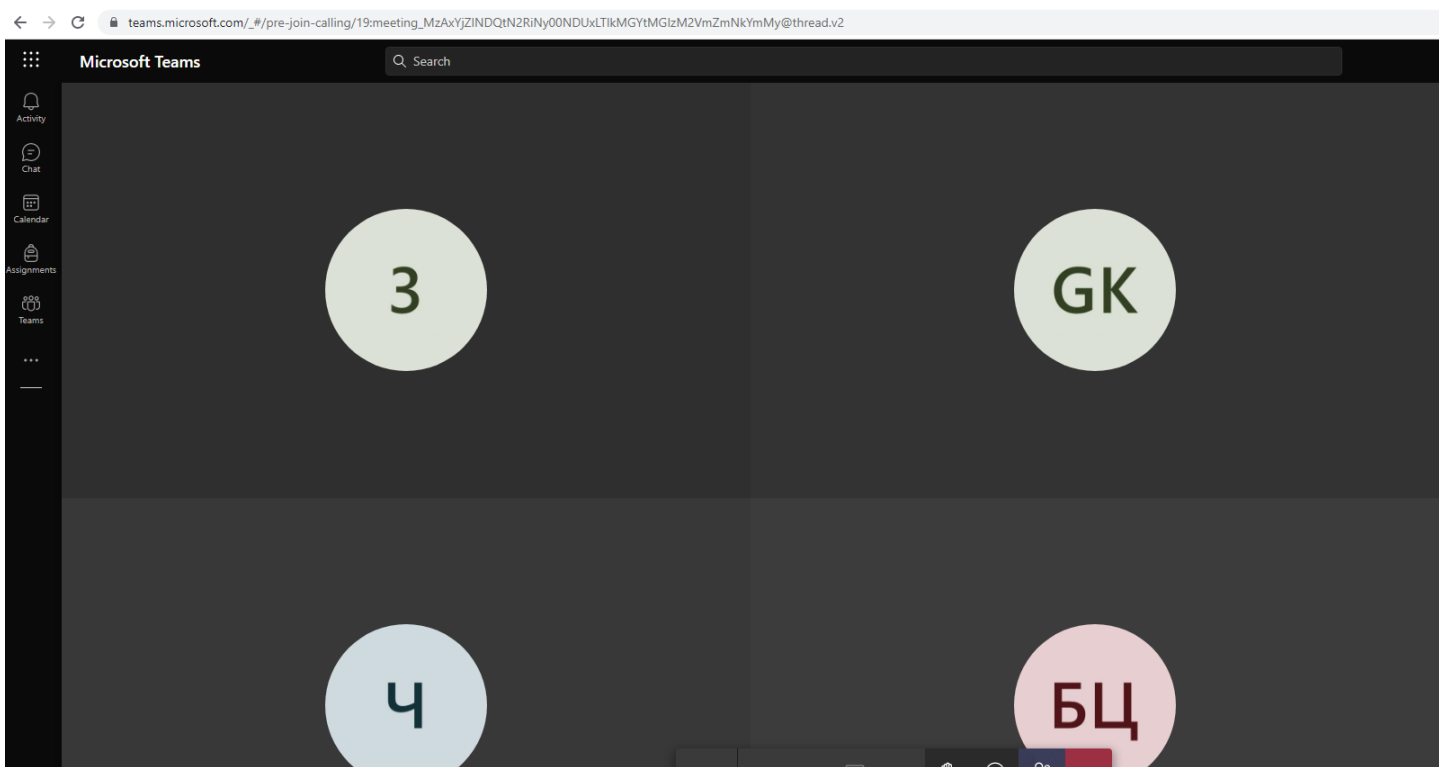 teams.microsoft.com/_#/pre-join-calling/19:meeting_MzAxYjZlNDQtN2RiNy00NDUxLTlkMGYtMGIzM2VmZmNkYmMy@thread.v2
Microsoft Teams
Search
Activity
Chat
Calendar
Assignments
Teams
З
GK
Ч
БЦ